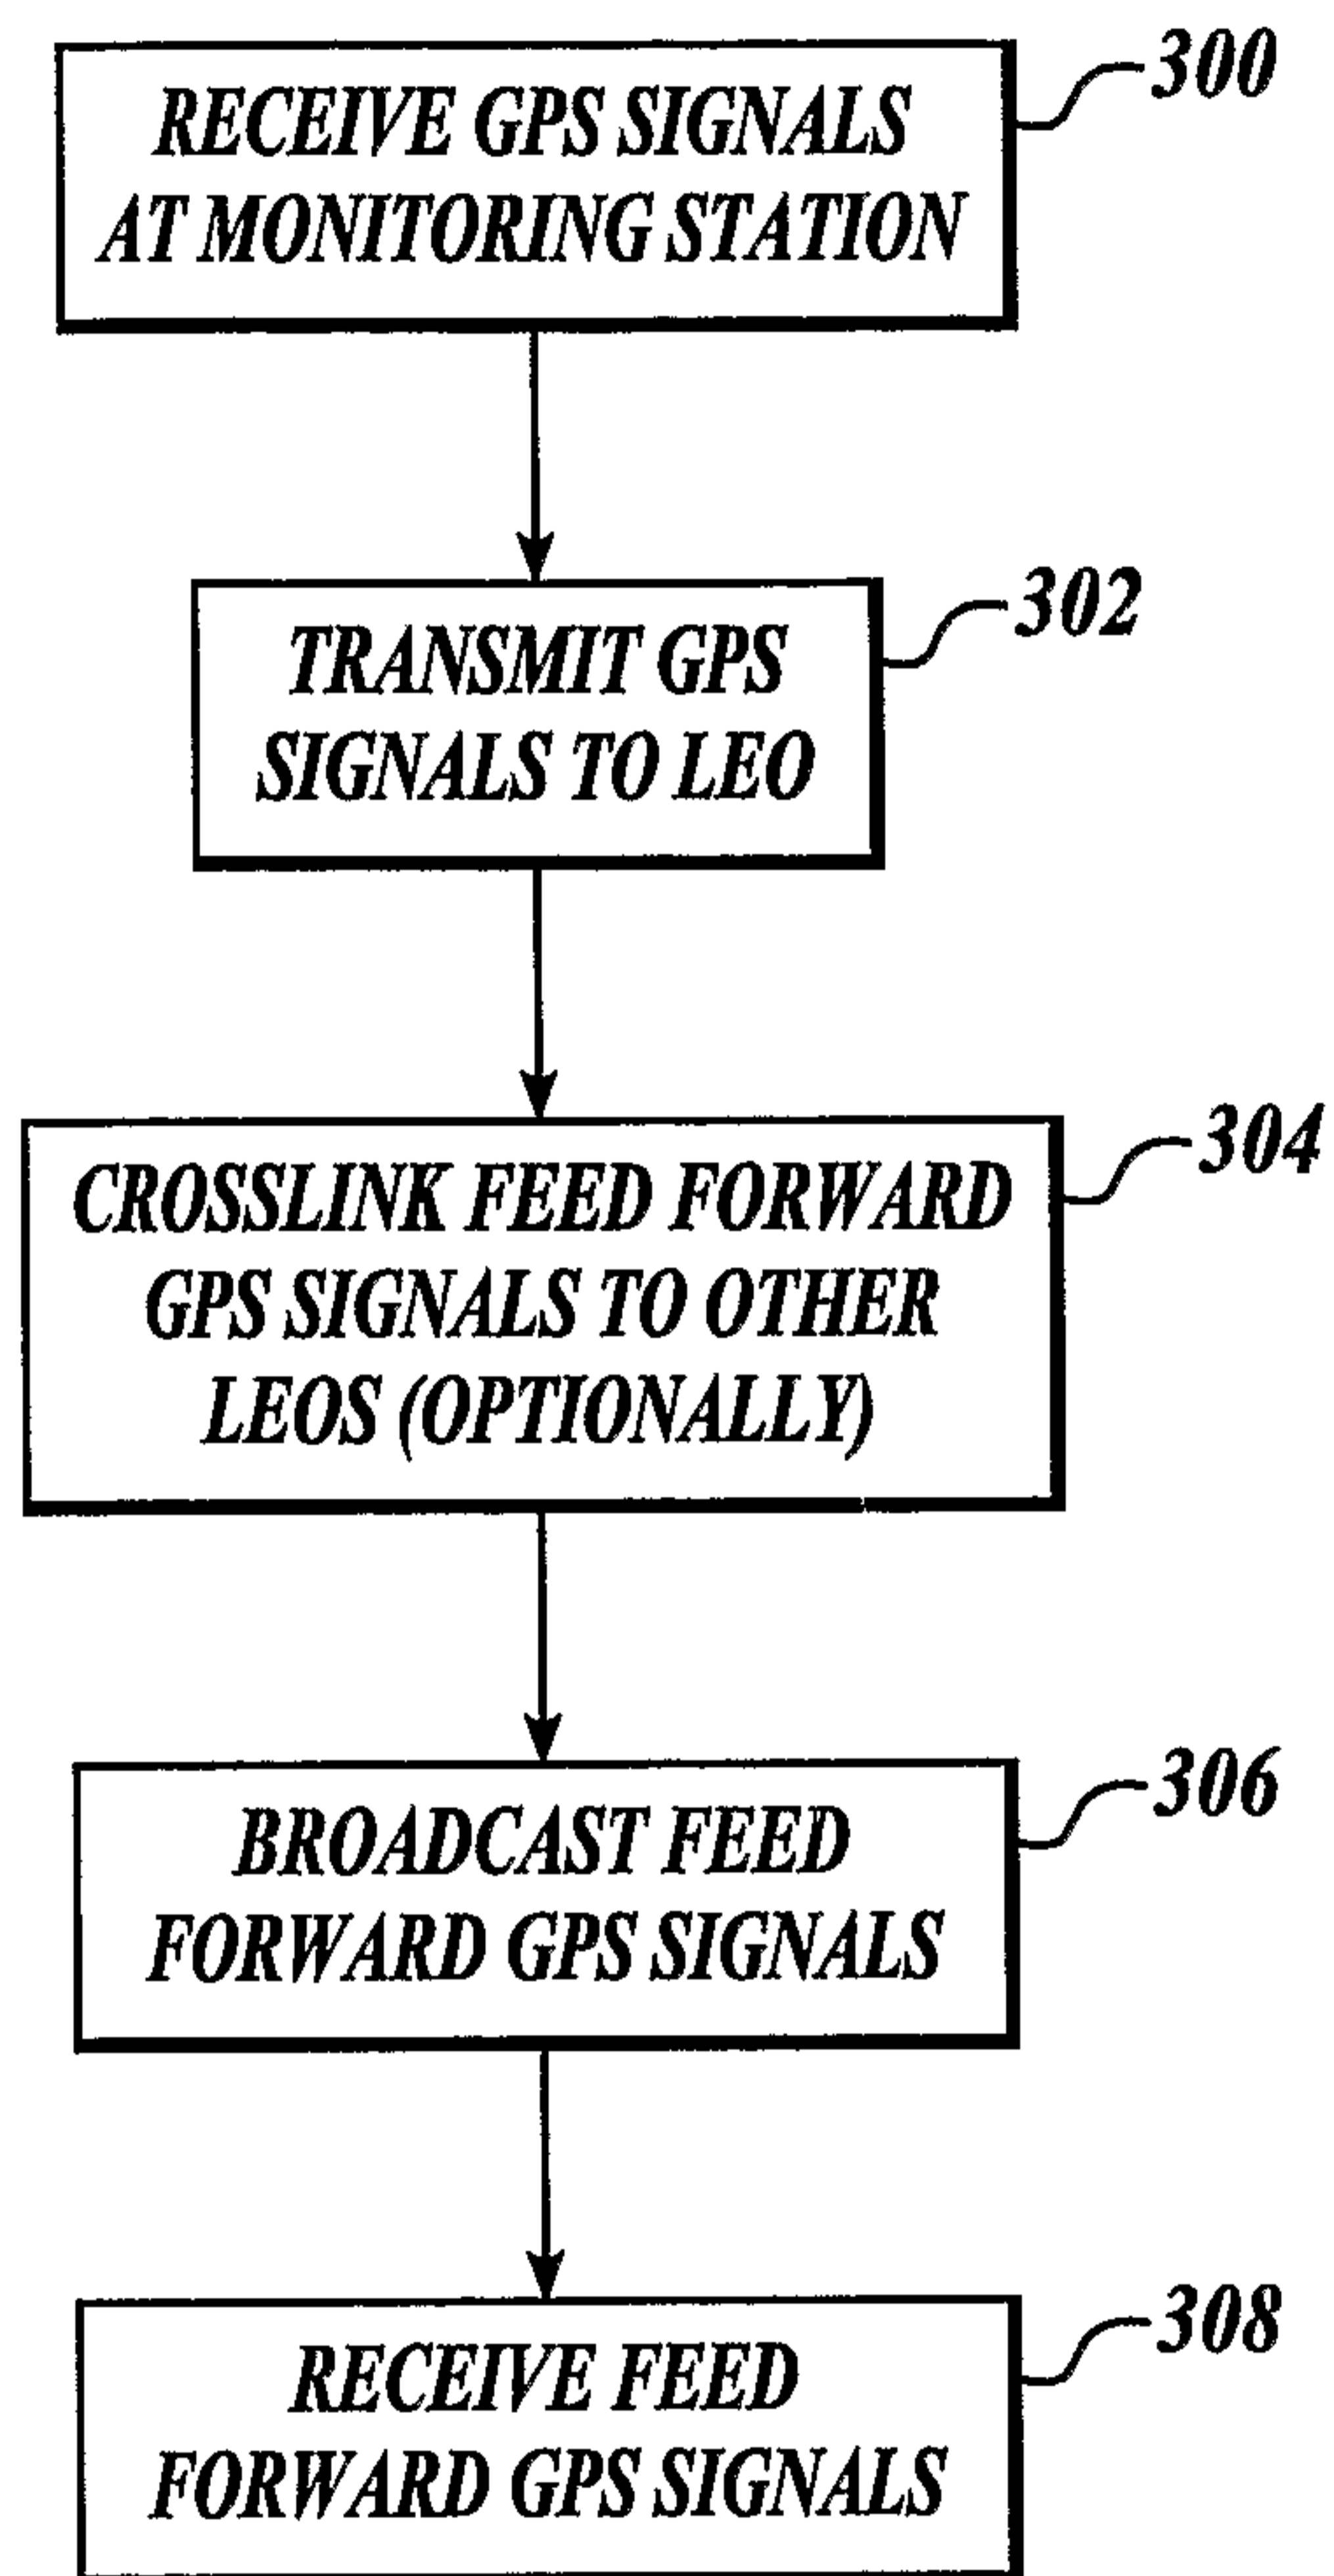 300
RECEIVE GPS SIGNALS
AT MONITORING STATION
302
TRANSMIT GPS
SIGNALS TO LEO
304
CROSSLINK FEED FORWARD
GPS SIGNALS TO OTHER
LEOS (OPTIONALLY)
306
BROADCAST FEED
FORWARD GPS SIGNALS
308
RECEIVE FEED
FORWARD GPS SIGNALS